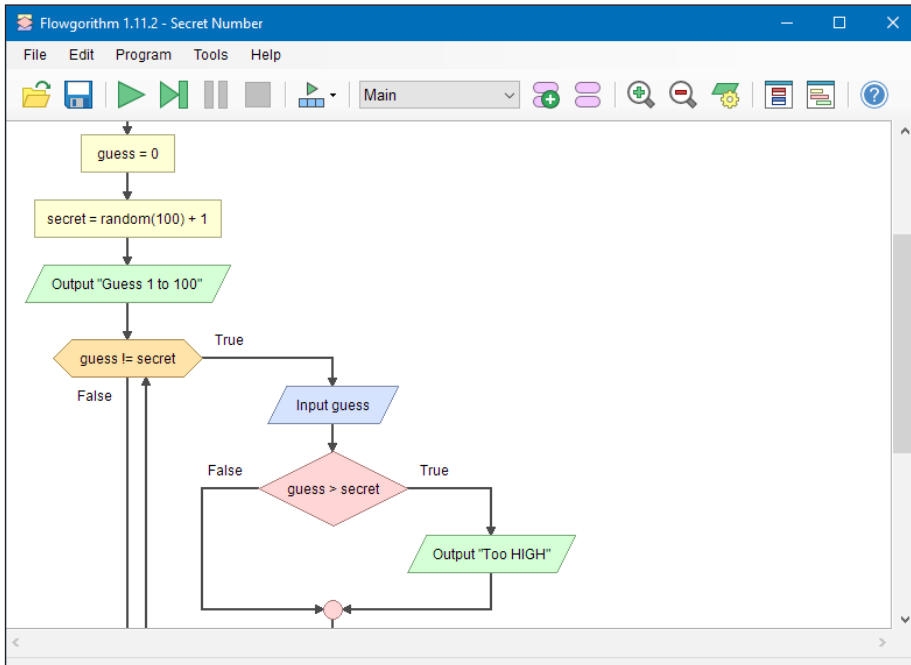 Flowgorithm 1.11.2 - Secret Number
File Edit Program Tools Help
Main
guess = 0
secret = random(100) + 1
Output "Guess 1 to 100"
guess != secret
True
False
Input guess
guess > secret
False
True
Output "Too HIGH"